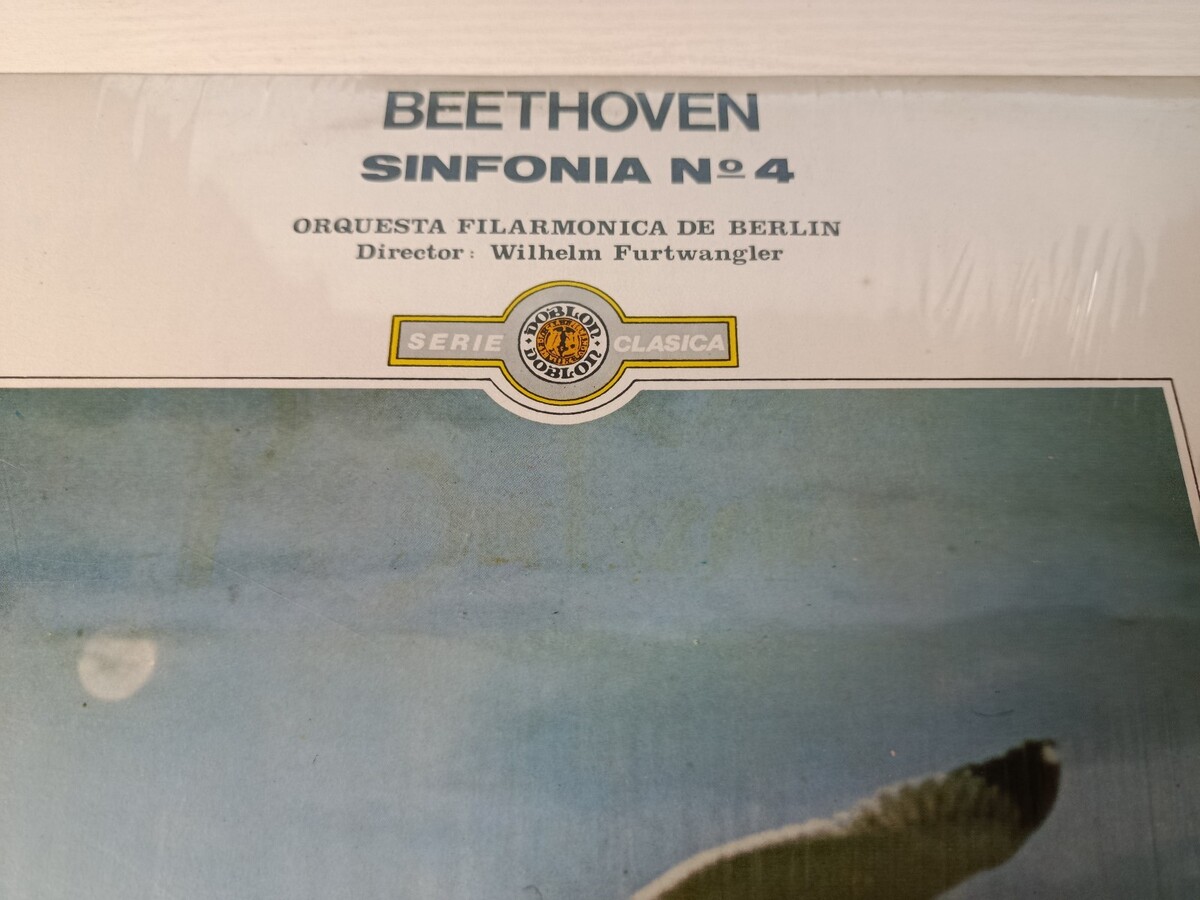 BEETHOVEN
SINFONIA Nº 4
ORQUESTA FILARMONICA DE BERLIN
Director: Wilhelm Furtwangler
SERIE DOBLON CLASICA
DOBLON